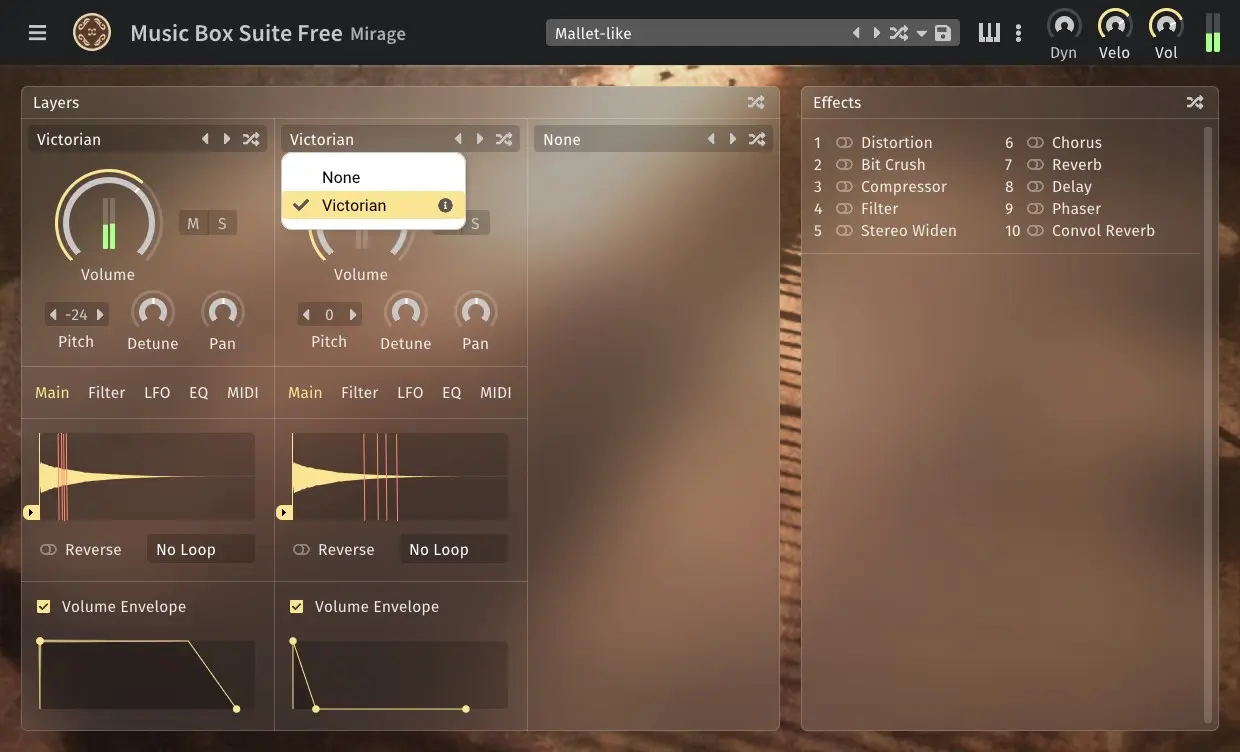 Music Box Suite Free Mirage
Mallet-like
Dyn Velo Vol
Layers
Victorian
Victorian
None
None
Victorian
M S
S
Volume
Volume
-24
0
Pitch Detune Pan
Pitch Detune Pan
Main Filter LFO EQ MIDI
Main Filter LFO EQ MIDI
Reverse No Loop
Reverse No Loop
Volume Envelope
Volume Envelope
Effects
1 Distortion
2 Bit Crush
3 Compressor
4 Filter
5 Stereo Widen
6 Chorus
7 Reverb
8 Delay
9 Phaser
10 Convol Reverb